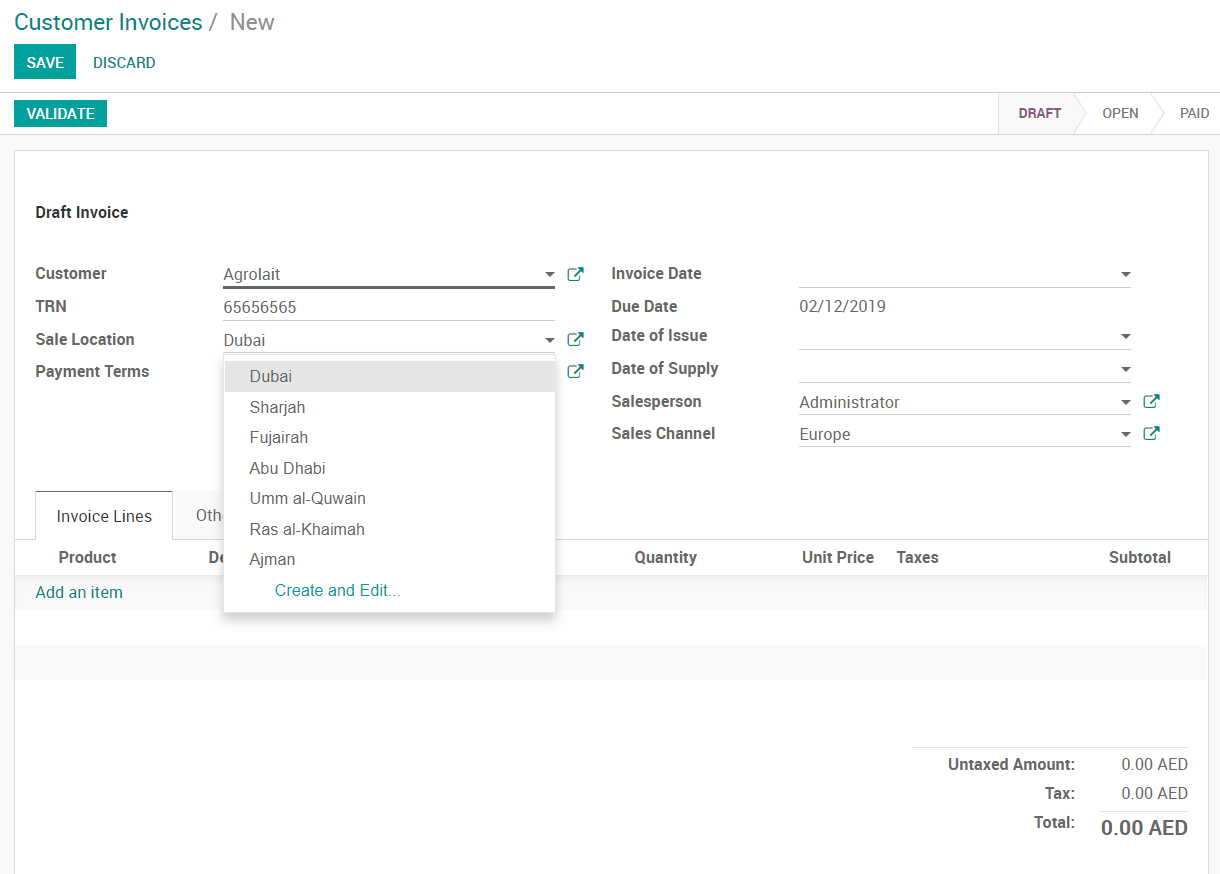 Customer Invoices / New
SAVE DISCARD
VALIDATE DRAFT OPEN PAID
Draft Invoice
Customer Agrolait Invoice Date
TRN 65656565 Due Date 02/12/2019
Sale Location Dubai Date of Issue
Payment Terms Date of Supply
Dubai
Sharjah Salesperson Administrator
Fujairah Sales Channel Europe
Abu Dhabi
Umm al-Quwain
Invoice Lines Oth
Ras al-Khaimah
Product De Quantity Unit Price Taxes Subtotal
Ajman
Add an item Create and Edit...
Untaxed Amount: 0.00 AED
Tax: 0.00 AED
Total: 0.00 AED